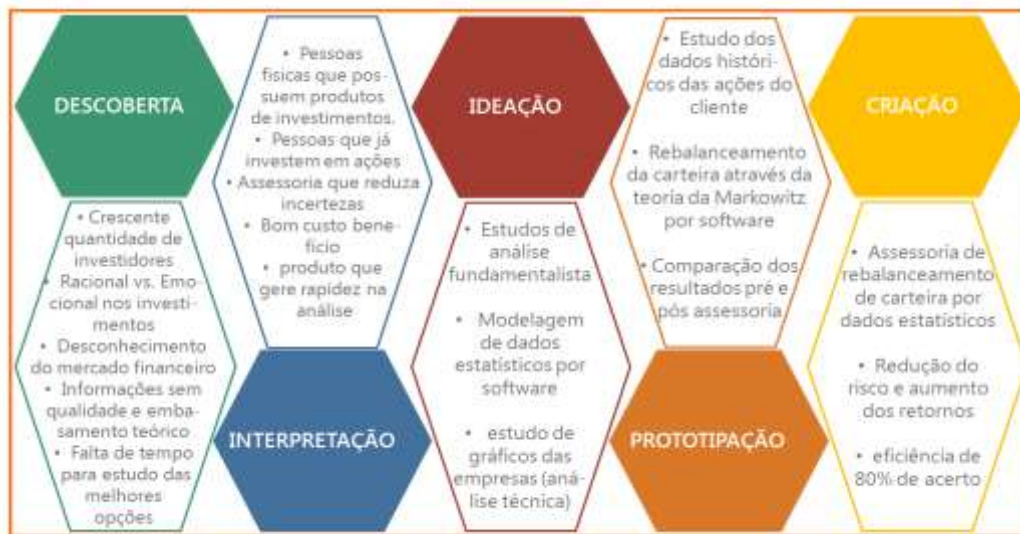 DESCOBERTA
• Crescente
quantidade de
investidores
• Racional vs. Emo-
cional nos investi-
mentos
• Desconhecimento
do mercado financeiro
• Informações sem
qualidade e emba-
samento teórico
• Falta de tempo
para estudo das
melhores
opções
• Pessoas
físicas que pos-
suem produtos
de investimentos.
• Pessoas que já
investem em ações
• Assessoria que reduza
incertezas
• Bom custo bene-
fício
• produto que
gere rapidez na
análise
INTERPRETAÇÃO
IDEAÇÃO
• Estudos de
análise
fundamentalista
• Modelagem
de dados
estatísticos por
software
• estudo de
gráficos das
empresas (aná-
lise técnica)
• Estudo dos
dados históri-
cos das ações do
cliente
• Rebalanceamento
da carteira através da
teoria da Markowitz
por software
• Comparação dos
resultados pré e
pós assessoria
PROTOTIPAÇÃO
CRIAÇÃO
• Assessoria de
rebalanceamento
de carteira por
dados estatísticos
• Redução do
risco e aumento
dos retornos
• eficiência de
80% de acerto